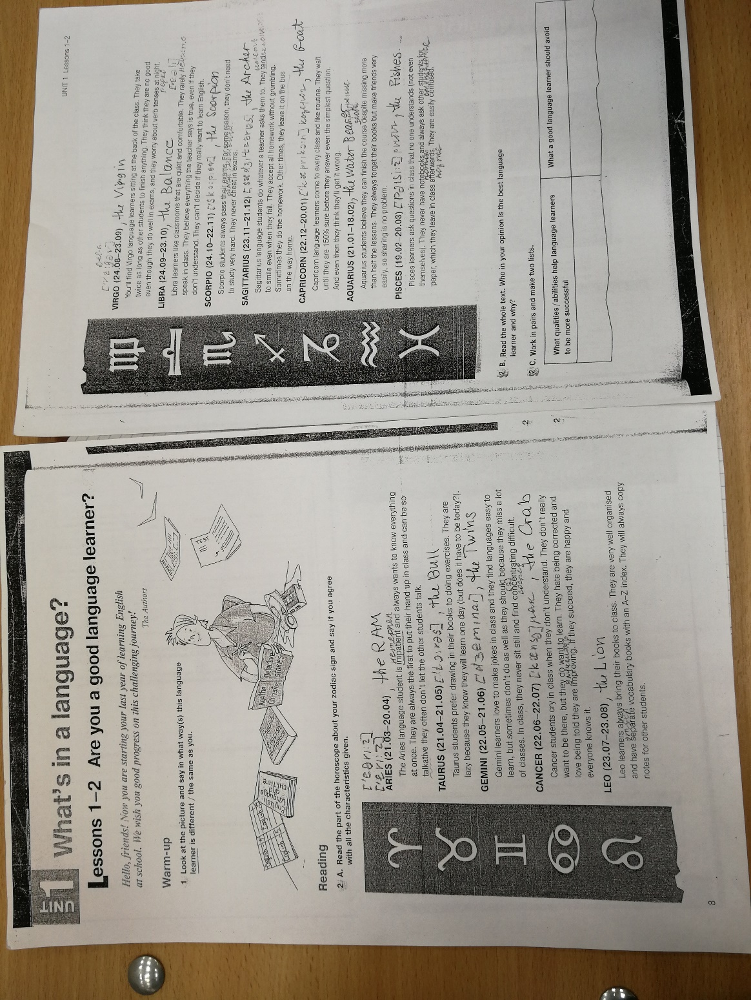 UNIT 1
What's in a language?
Lessons 1–2 Are you a good language learner?
Hello, friends! Now you are starting your last year of learning English
at school. We wish you good progress on this challenging journey!
The Authors
Warm-up
1. Look at the picture and say in what way(s) this language
learner is different / the same as you.
TEST
Agatha Christie
Detective Stories
English Language and Culture
Reading
2. A. Read the part of the horoscope about your zodiac sign and say if you agree
with all the characteristics given.
ARIES (21.03–20.04), the RAM
The Aries language student is impatient and always wants to know everything
at once. They are always the first to put their hand up in class and can be so
talkative they often don't let the other students talk.
TAURUS (21.04–21.05) ['tɔ:rəs], the Bull
Taurus students prefer drawing in their books to doing exercises. They are
lazy because they know they will learn one day (but does it have to be today?).
GEMINI (22.05–21.06) ['dʒeminai], the Twins
Gemini learners love to make jokes in class and they find languages easy to
learn, but sometimes don't do as well as they should because they miss a lot
of classes. In class, they never sit still and find concentrating difficult.
CANCER (22.06–22.07) ['kænsə] рак, the Crab
Cancer students cry in class when they don't understand. They don't really
want to be there, but they do want to learn. They hate being corrected and
love being told they are improving. If they succeed, they are happy and
everyone knows it.
LEO (23.07–23.08), the Lion
Leo learners always bring their books to class. They are very well organised
and have separate vocabulary books with an A–Z index. They will always copy
notes for other students.
8
UNIT 1 Lessons 1–2
VIRGO (24.08–23.09), the Virgin
You'll find Virgo language learners sitting at the back of the class. They take
twice as long as other students to finish anything. They think they are no good
even though they do well in exams, and they worry about verb tenses at night.
LIBRA (24.09–23.10), the Balance
Libra learners like classrooms that are quiet and comfortable. They rarely
speak in class. They believe everything the teacher says is true, even if they
don't understand. They can't decide if they really want to learn English.
SCORPIO (24.10–22.11) ['skɔ:piəʊ], the Scorpion
Scorpio students always pass their exams. For some reason, they don't need
to study very hard. They never cheat in exams.
SAGITTARIUS (23.11–21.12), the Archer
Sagittarius language students do whatever a teacher asks them to. They tend
to smile even when they fail. They accept all homework without grumbling.
Sometimes they do the homework. Other times, they leave it on the bus
on the way home.
CAPRICORN (22.12–20.01) козерог, the Goat
Capricorn language learners come to every class and like routine. They wait
until they are 150% sure before they answer even the simplest question.
And even then they think they'll get it wrong.
AQUARIUS (21.01–18.02), the Water Bearer
Aquarius students believe they can finish the course despite missing more
than half the lessons. They always forget their books but make friends very
easily, so sharing is no problem.
PISCES (19.02–20.03) , the Fishes
Pisces learners ask questions in class that no one understands (not even
themselves). They never have notebooks and always ask other students for
paper, which they leave in class afterwards. They are easily confused.
2 B. Read the whole text. Who in your opinion is the best language
learner and why?
2 C. Work in pairs and make two lists.
What qualities / abilities help language learners
to be more successful
What a good language learner should avoid